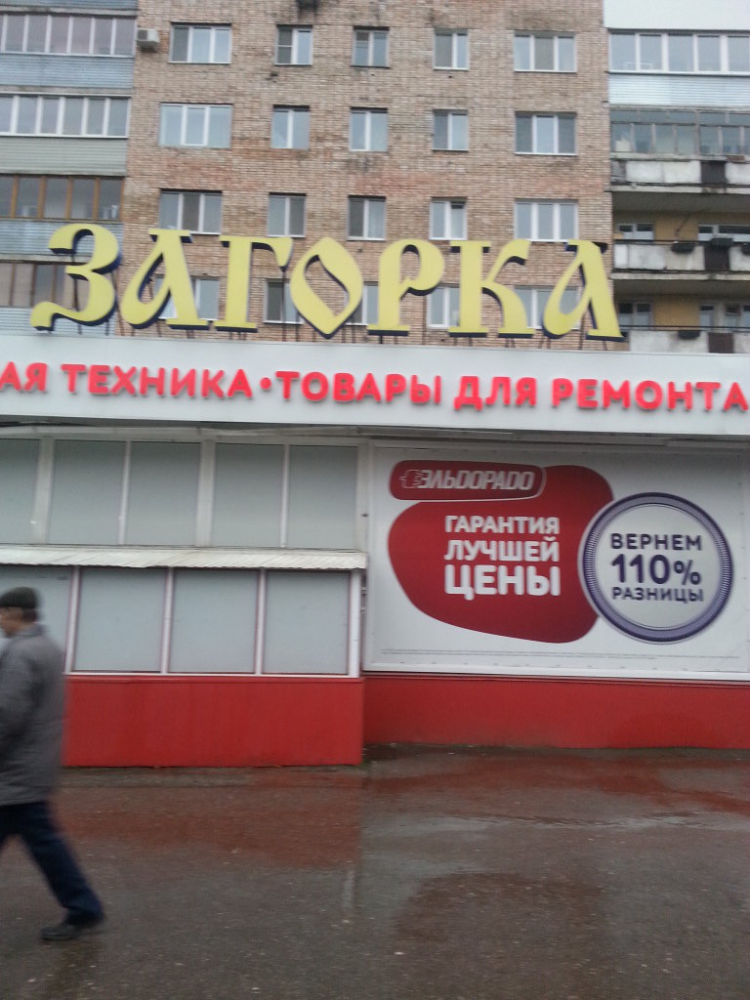 ЗАГОРКА
АЯ ТЕХНИКА•ТОВАРЫ ДЛЯ РЕМОНТА
ЭЛЬДОРАДО
ГАРАНТИЯ
ЛУЧШЕЙ
ЦЕНЫ
ВЕРНЕМ
110%
РАЗНИЦЫ